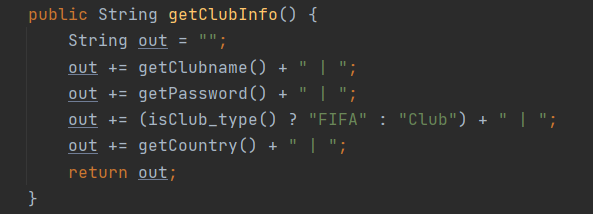 public String getClubInfo() {
    String out = "";
    out += getClubname() + " | ";
    out += getPassword() + " | ";
    out += (isClub_type() ? "FIFA" : "Club") + " | ";
    out += getCountry() + " | ";
    return out;
}